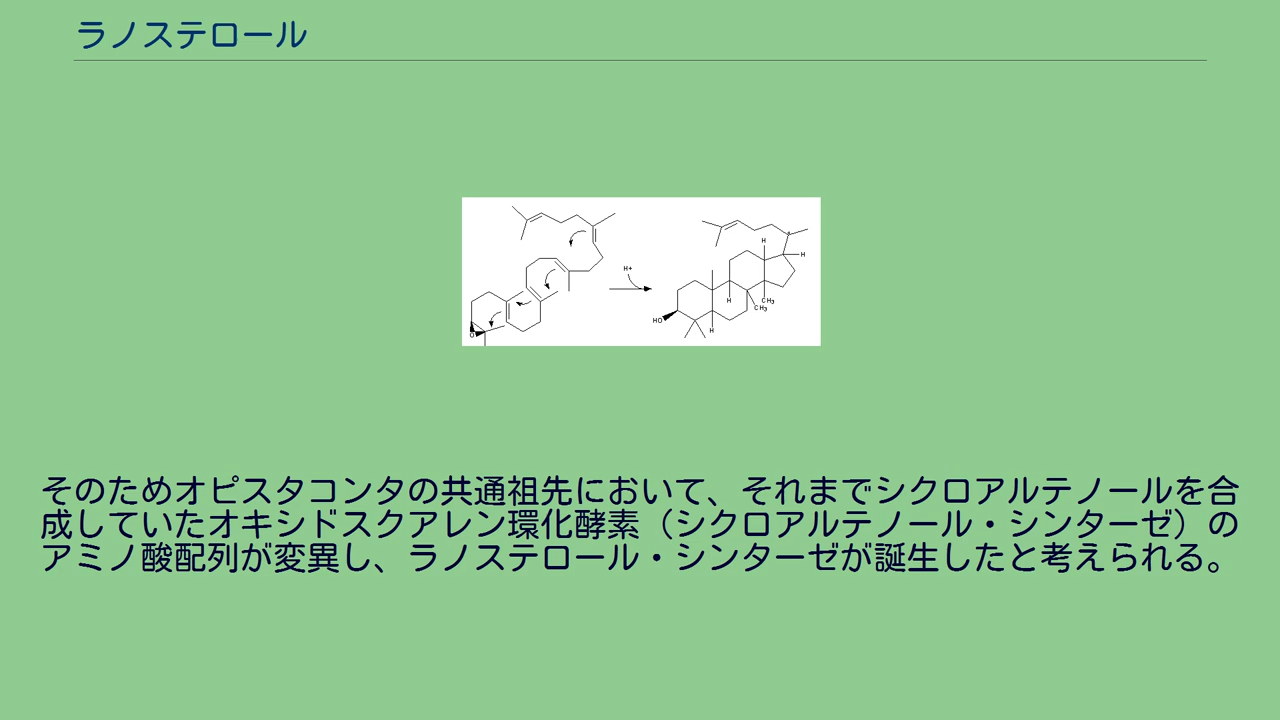 ラノステロール
H+
H
H
HO
H
CH3
CH3
H
O
そのためオピスタコンタの共通祖先において、それまでシクロアルテノールを合
成していたオキシドスクアレン環化酵素（シクロアルテノール・シンターゼ）の
アミノ酸配列が変異し、ラノステロール・シンターゼが誕生したと考えられる。